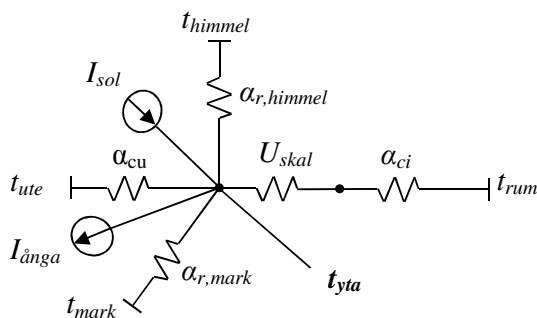 t_himmel
I_sol
α_r,himmel
α_cu
U_skal
α_ci
t_ute
t_rum
I_ånga
α_r,mark
t_yta
t_mark